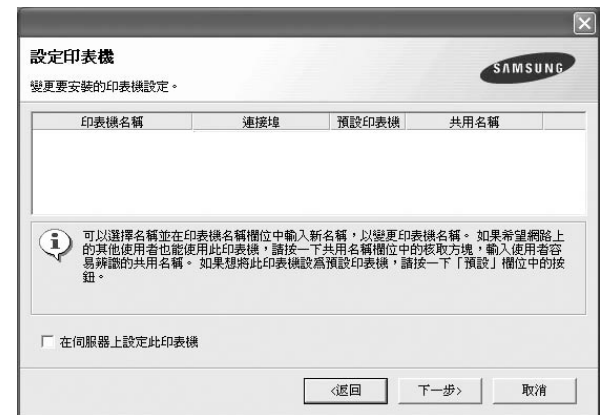 設定印表機
變更要安裝的印表機設定。
SAMSUNG
印表機名稱 連接埠 預設印表機 共用名稱
可以選擇名稱並在印表機名稱欄位中輸入新名稱，以變更印表機名稱。 如果希望網路上
的其他使用者也能使用此印表機，請按一下共用名稱欄位中的核取方塊，輸入使用者容
易辨識的共用名稱。 如果想將此印表機設為預設印表機，請按一下「預設」欄位中的按
鈕。
在伺服器上設定此印表機
<返回 下一步> 取消